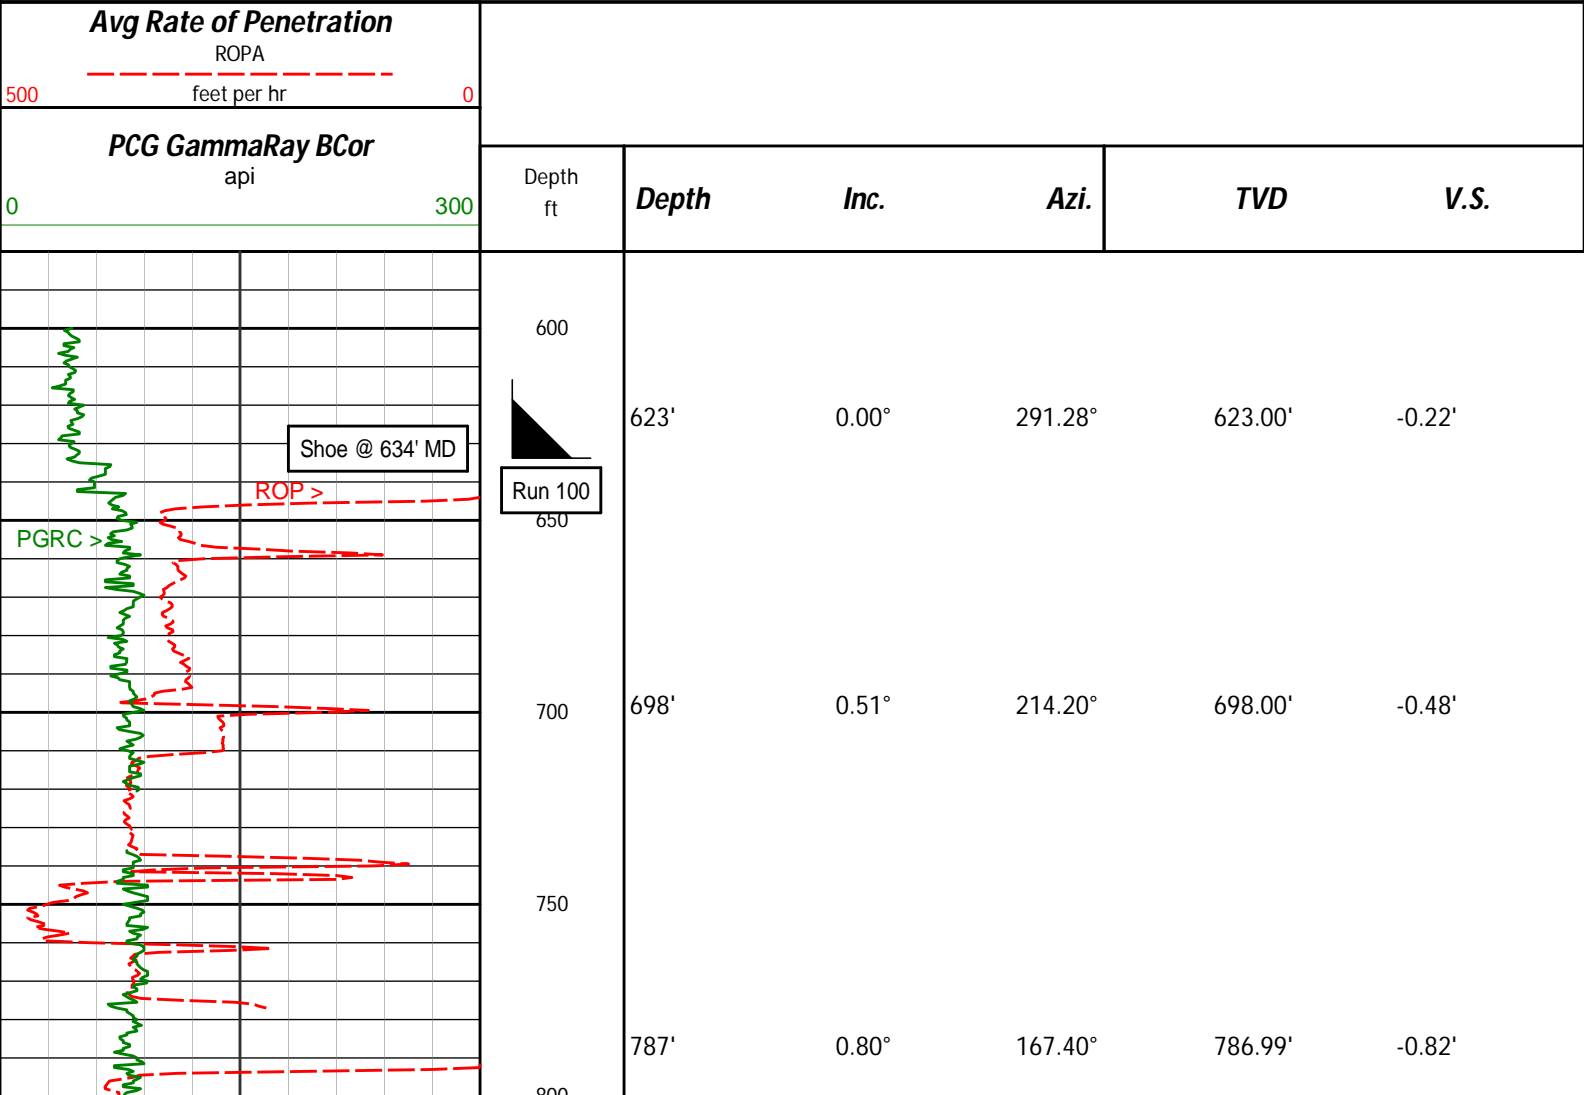 Avg Rate of Penetration
ROPA
500 feet per hr 0
PCG GammaRay BCor
api
0 300
Depth
ft
Depth Inc. Azi. TVD V.S.
600
623' 0.00° 291.28° 623.00' -0.22'
Shoe @ 634' MD
Run 100
ROP >
650
PGRC >
700
698' 0.51° 214.20° 698.00' -0.48'
750
787' 0.80° 167.40° 786.99' -0.82'
800